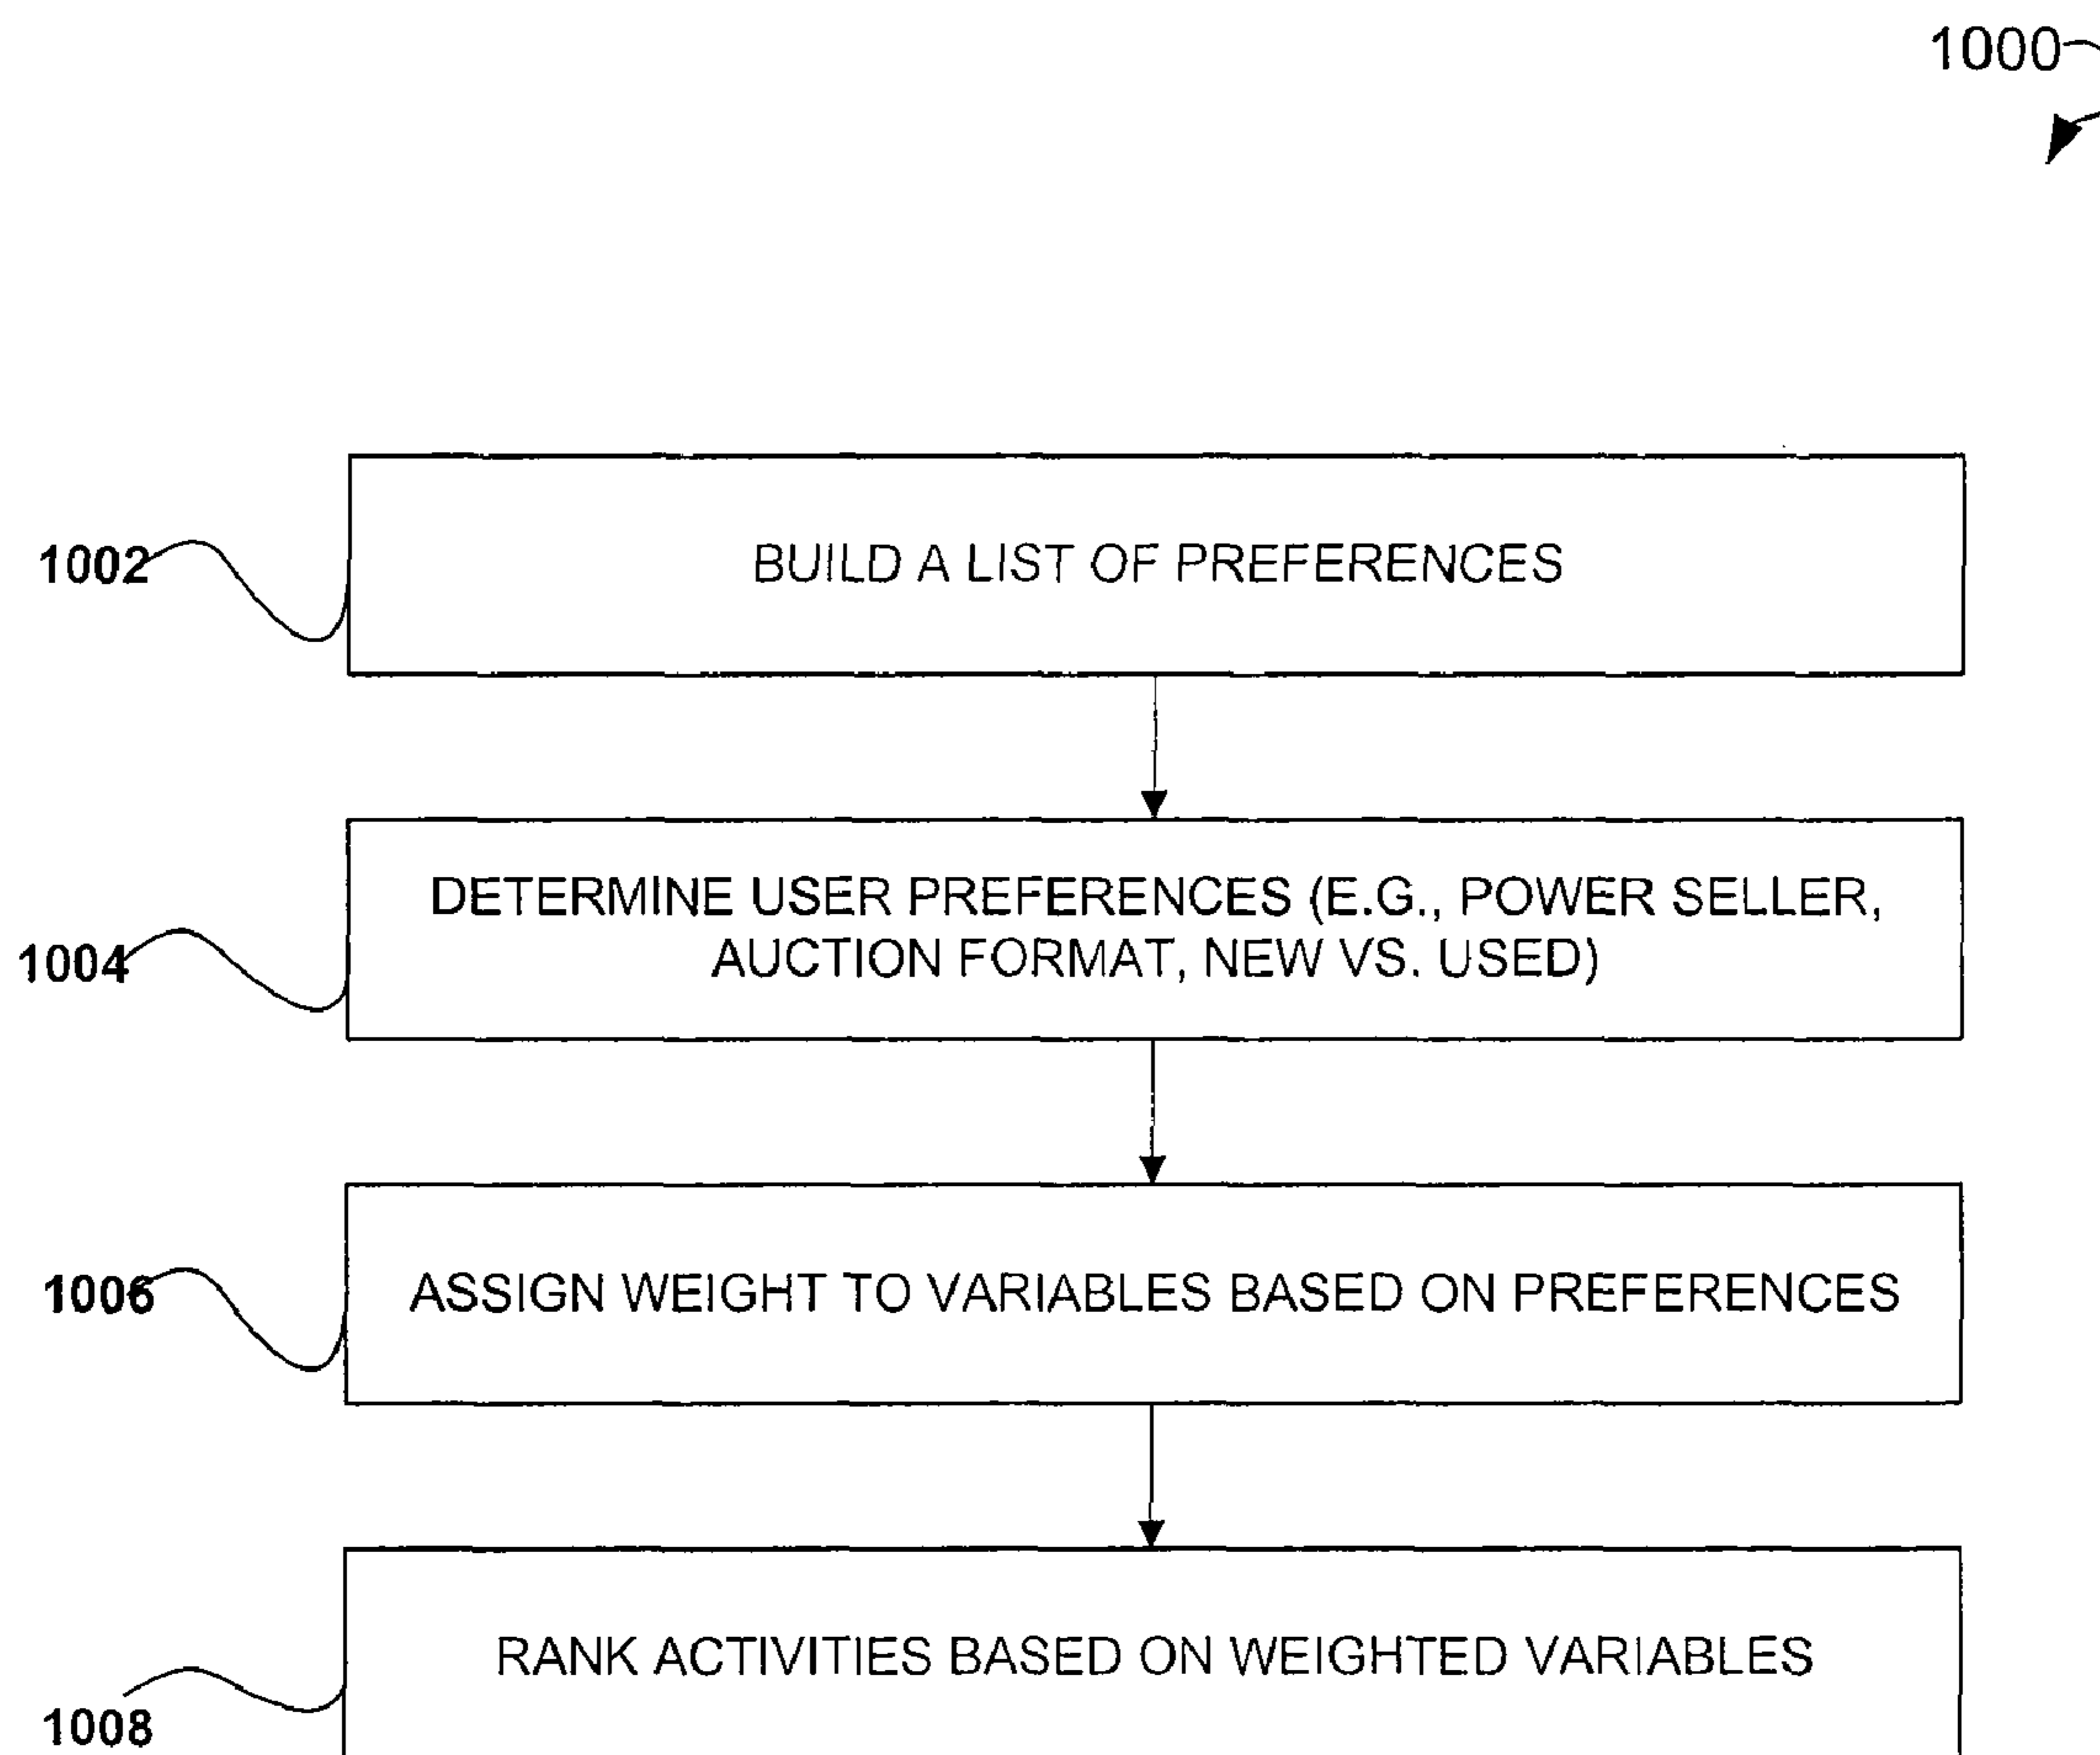 1000
1002
BUILD A LIST OF PREFERENCES
DETERMINE USER PREFERENCES (E.G., POWER SELLER,
AUCTION FORMAT, NEW VS. USED)
1004
1006
ASSIGN WEIGHT TO VARIABLES BASED ON PREFERENCES
RANK ACTIVITIES BASED ON WEIGHTED VARIABLES
1008